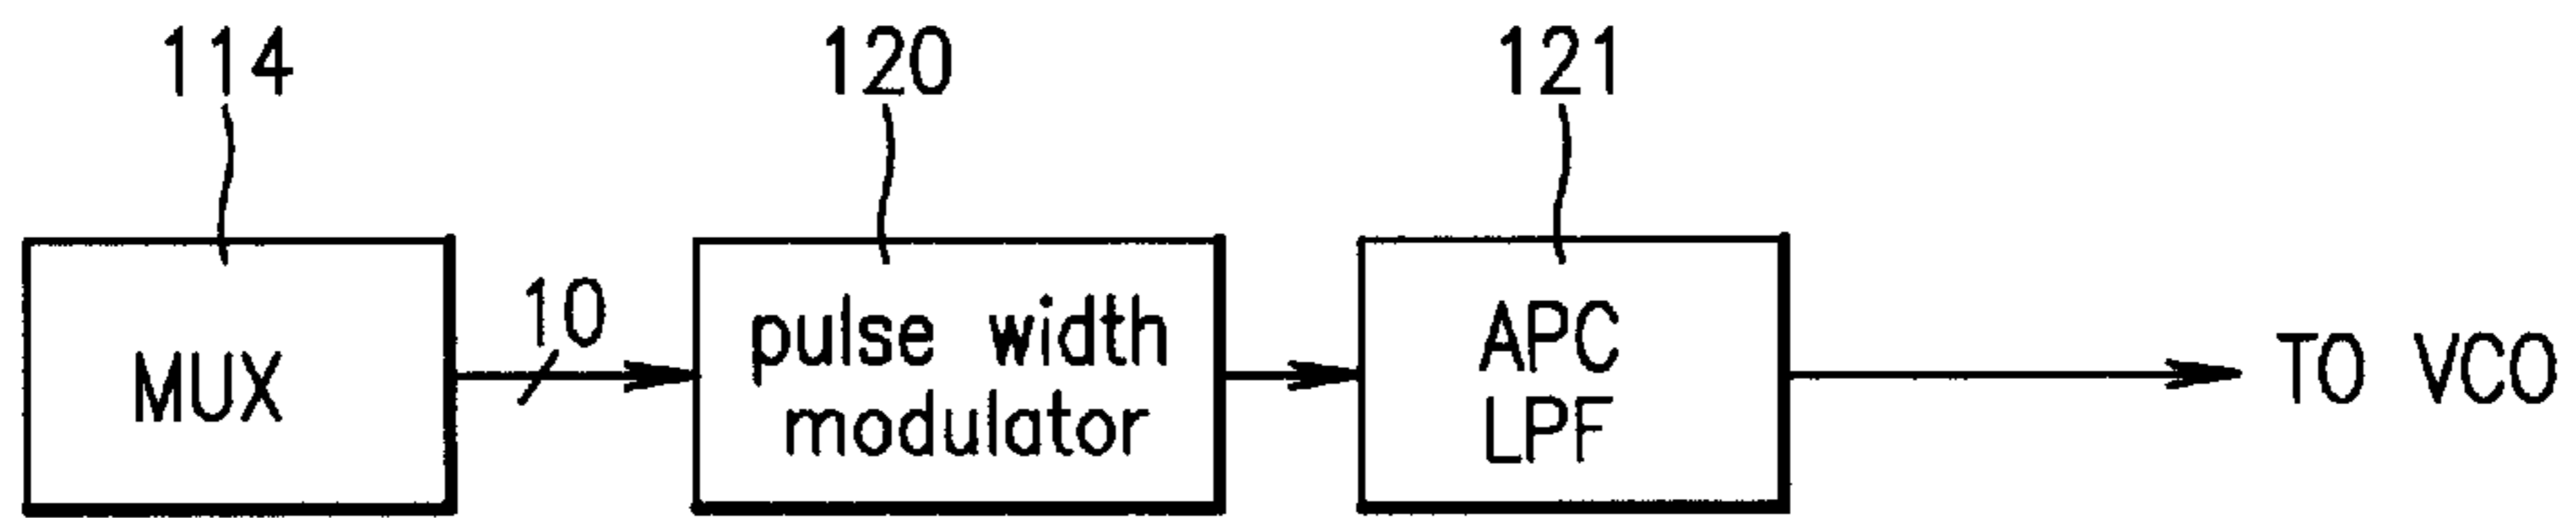 114
120
121
MUX
10
pulse width
modulator
APC
LPF
TO VCO